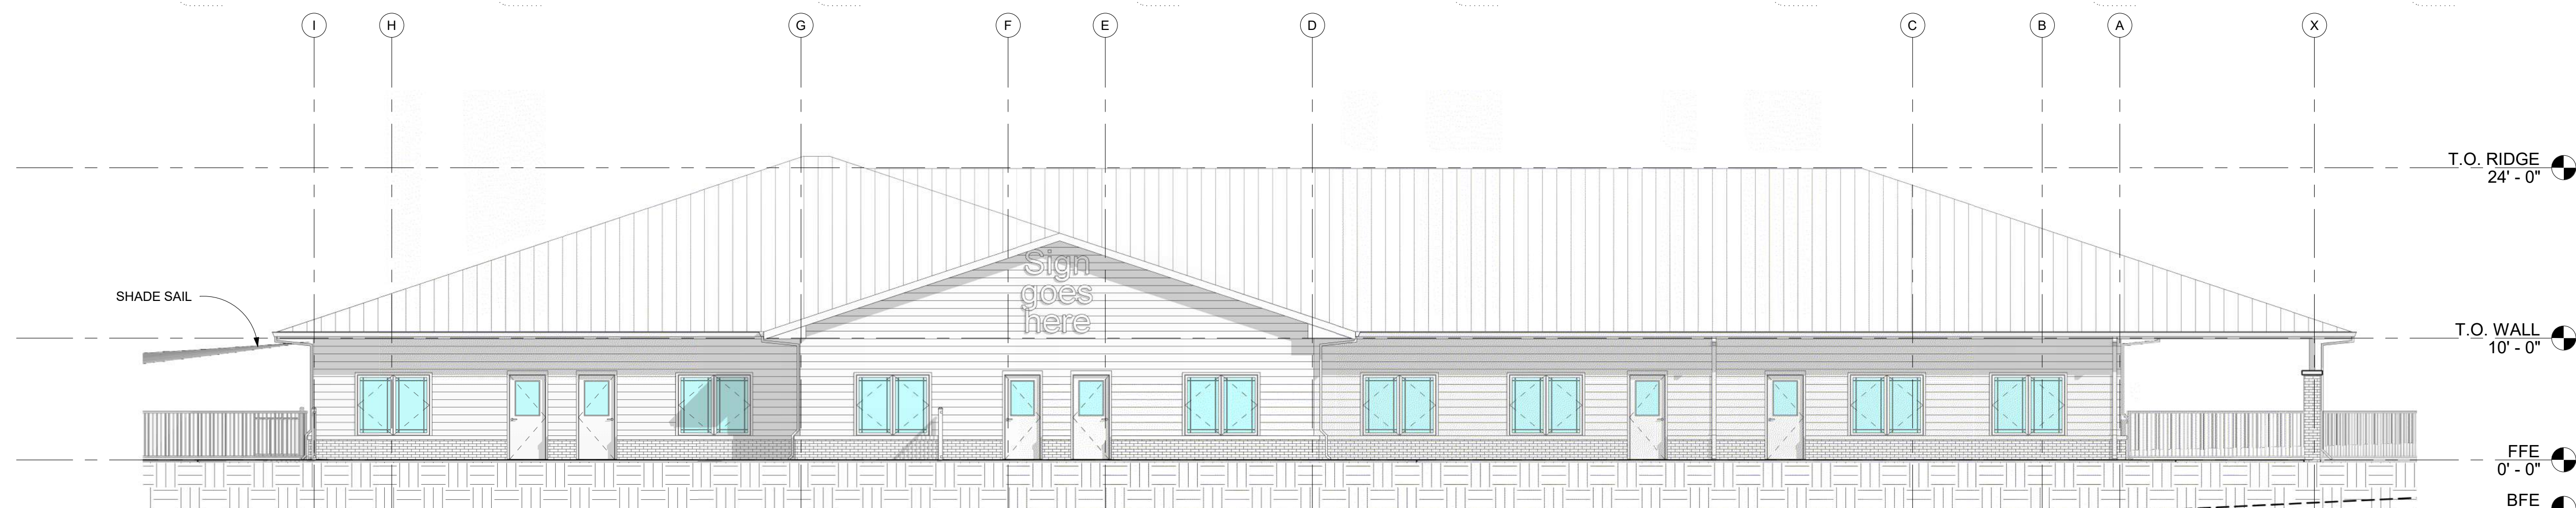 I
H
G
F
E
D
C
B
A
X
T.O. RIDGE
24' - 0"
Sign
goes
here
SHADE SAIL
T.O. WALL
10' - 0"
FFE
0' - 0"
BFE